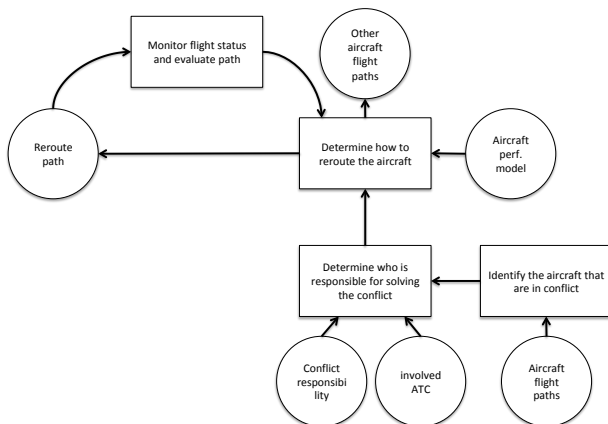 Monitor flight status
and evaluate path
Other
aircraft
flight
paths
Reroute
path
Determine how to
reroute the aircraft
Aircraft
perf.
model
Determine who is
responsible for solving
the conflict
Identify the aircraft that
are in conflict
Conflict
responsibi
lity
involved
ATC
Aircraft
flight
paths